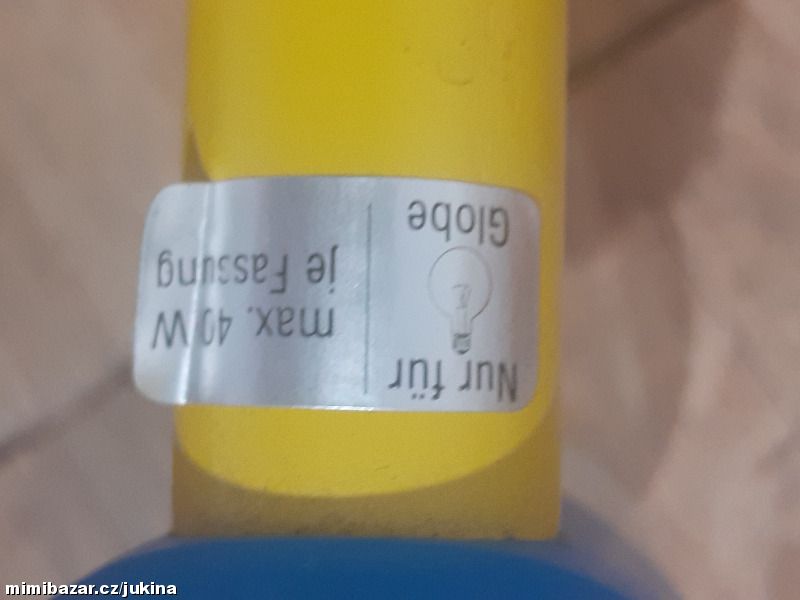 Nur für
Globe
max. 40 W
je Fassung
mimibazar.cz/jukina